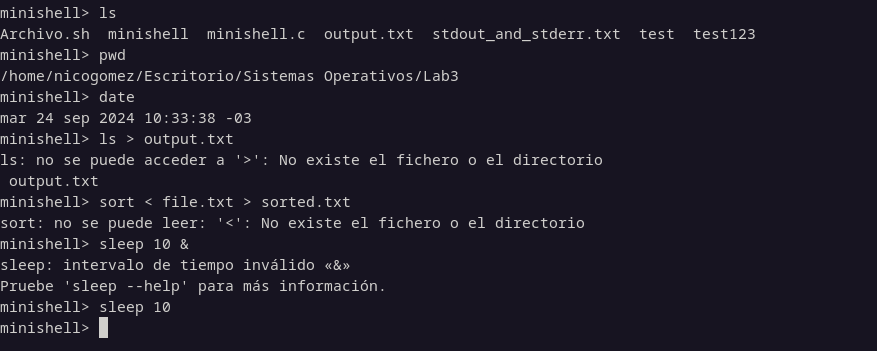 minishell> ls
Archivo.sh  minishell  minishell.c  output.txt  stdout_and_stderr.txt  test  test123
minishell> pwd
/home/nicogomez/Escritorio/Sistemas Operativos/Lab3
minishell> date
mar 24 sep 2024 10:33:38 -03
minishell> ls > output.txt
ls: no se puede acceder a '>': No existe el fichero o el directorio
 output.txt
minishell> sort < file.txt > sorted.txt
sort: no se puede leer: '<': No existe el fichero o el directorio
minishell> sleep 10 &
sleep: intervalo de tiempo inválido «&»
Pruebe 'sleep --help' para más información.
minishell> sleep 10
minishell>